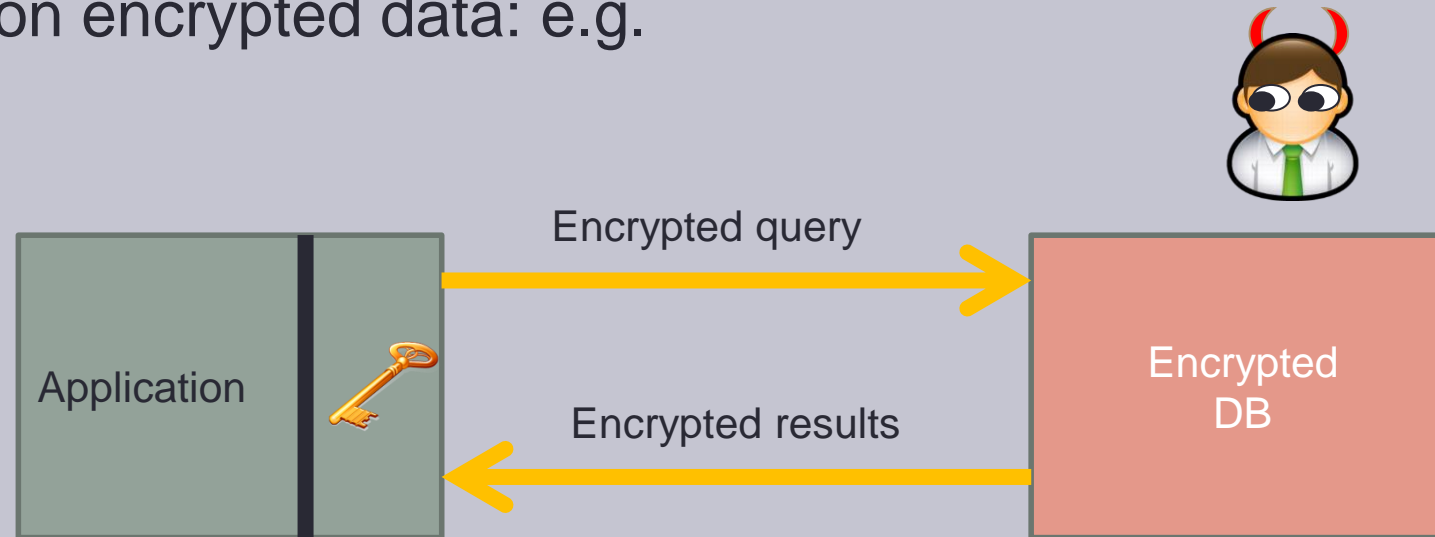 on encrypted data: e.g.
Encrypted query
Application
Encrypted results
Encrypted
DB